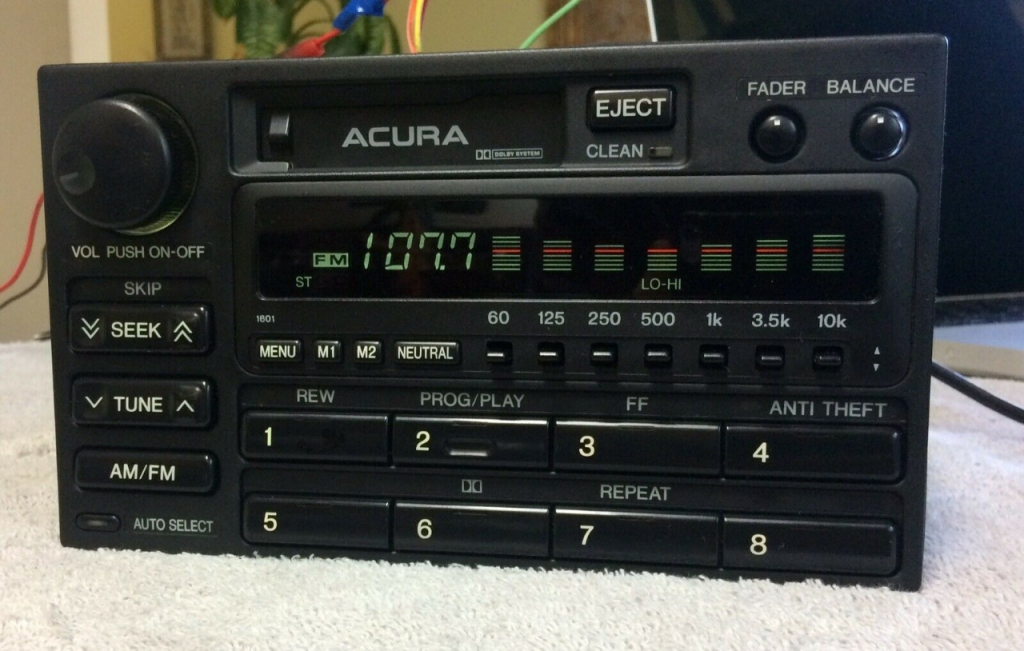 FADER BALANCE
EJECT
ACURA
DOLBY SYSTEM
CLEAN
VOL PUSH ON-OFF
FM 107.7
ST
LO-HI
SKIP
SEEK
1601
60 125 250 500 1k 3.5k 10k
MENU M1 M2 NEUTRAL
TUNE
REW PROG/PLAY FF ANTI THEFT
1 2 3 4
AM/FM
REPEAT
5 6 7 8
AUTO SELECT